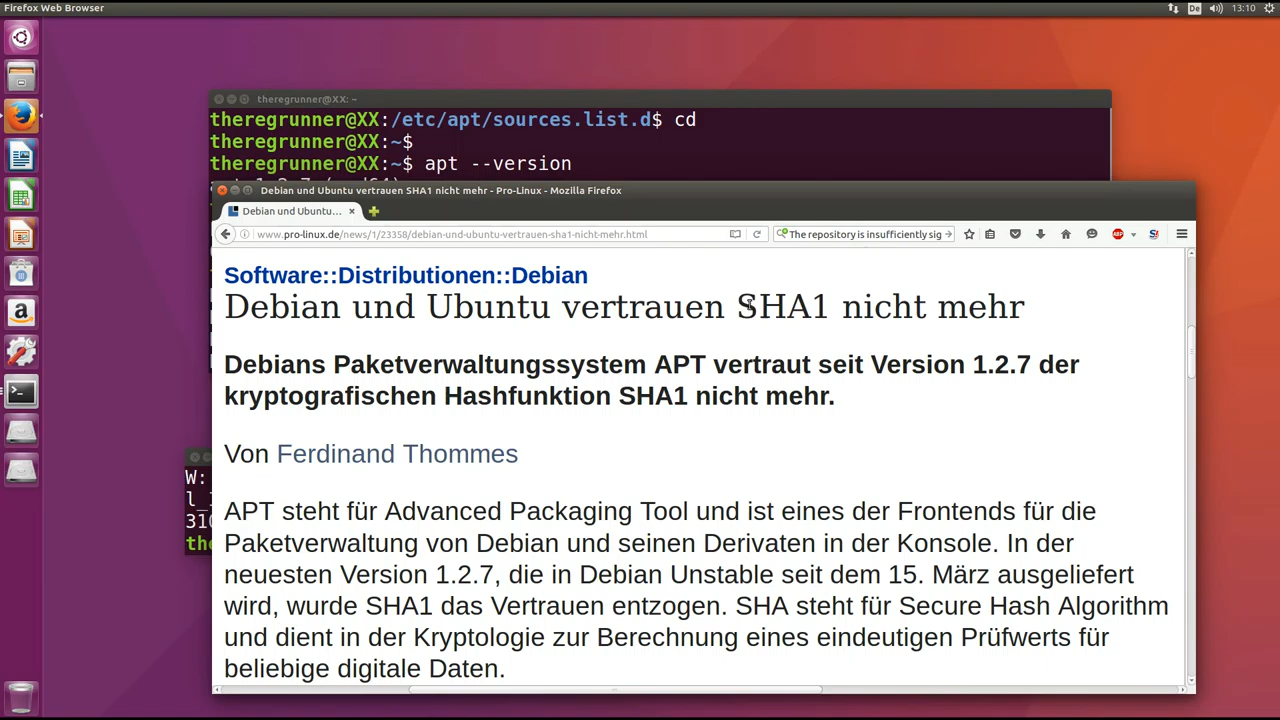 Firefox Web Browser
De
13:10
theregrunner@XX: ~
theregrunner@XX:/etc/apt/sources.list.d$ cd
theregrunner@XX:~$
theregrunner@XX:~$ apt --version
Debian und Ubuntu vertrauen SHA1 nicht mehr - Pro-Linux - Mozilla Firefox
Debian und Ubuntu...
www.pro-linux.de/news/1/23358/debian-und-ubuntu-vertrauen-sha1-nicht-mehr.html
The repository is insufficiently sig
ABP
Software::Distributionen::Debian
Debian und Ubuntu vertrauen SHA1 nicht mehr
Debians Paketverwaltungssystem APT vertraut seit Version 1.2.7 der
kryptografischen Hashfunktion SHA1 nicht mehr.
Von Ferdinand Thommes
W:
l_
310
the
APT steht für Advanced Packaging Tool und ist eines der Frontends für die
Paketverwaltung von Debian und seinen Derivaten in der Konsole. In der
neuesten Version 1.2.7, die in Debian Unstable seit dem 15. März ausgeliefert
wird, wurde SHA1 das Vertrauen entzogen. SHA steht für Secure Hash Algorithm
und dient in der Kryptologie zur Berechnung eines eindeutigen Prüfwerts für
beliebige digitale Daten.